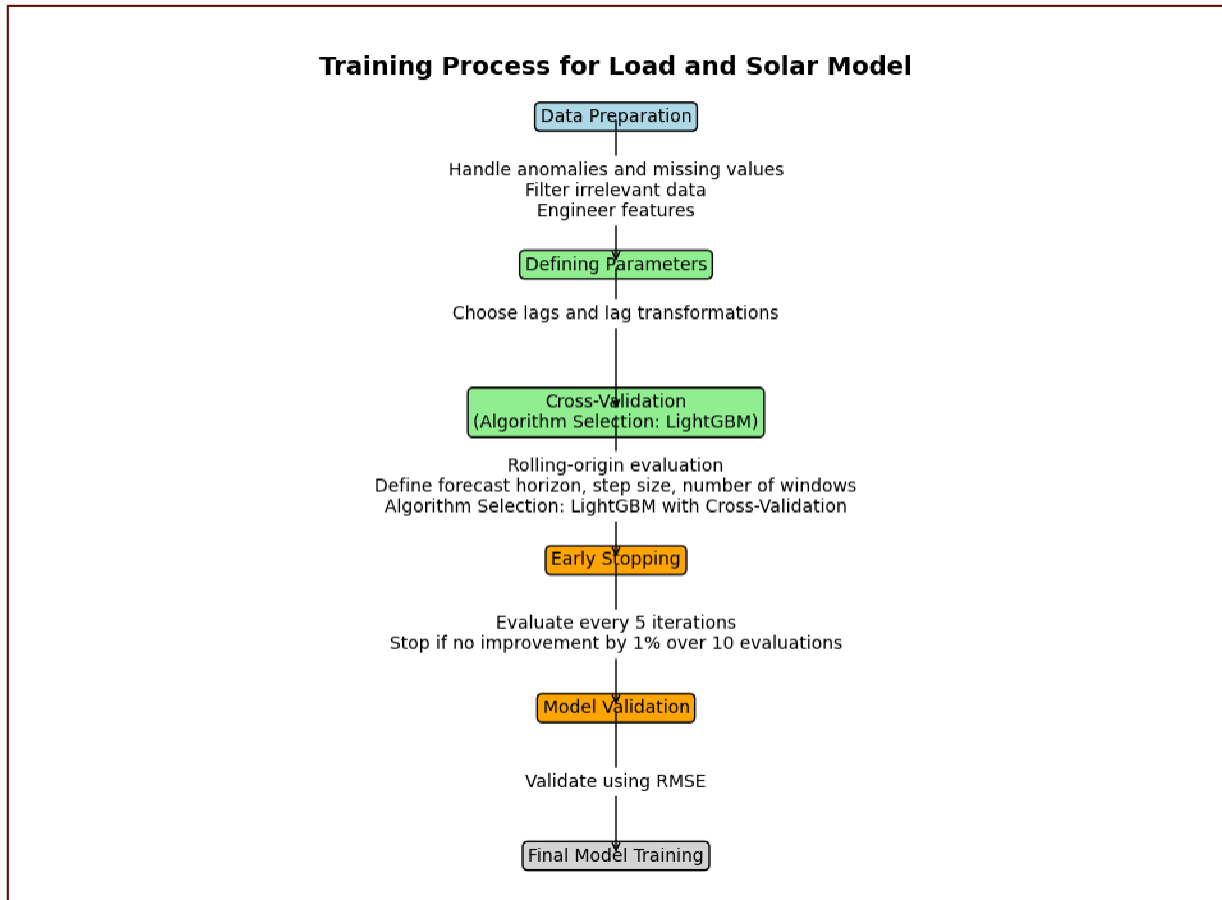 Training Process for Load and Solar Model
Data Preparation
Handle anomalies and missing values
Filter irrelevant data
Engineer features
Defining Parameters
Choose lags and lag transformations
Cross-Validation
(Algorithm Selection: LightGBM)
Rolling-origin evaluation
Define forecast horizon, step size, number of windows
Algorithm Selection: LightGBM with Cross-Validation
Early Stopping
Evaluate every 5 iterations
Stop if no improvement by 1% over 10 evaluations
Model Validation
Validate using RMSE
Final Model Training